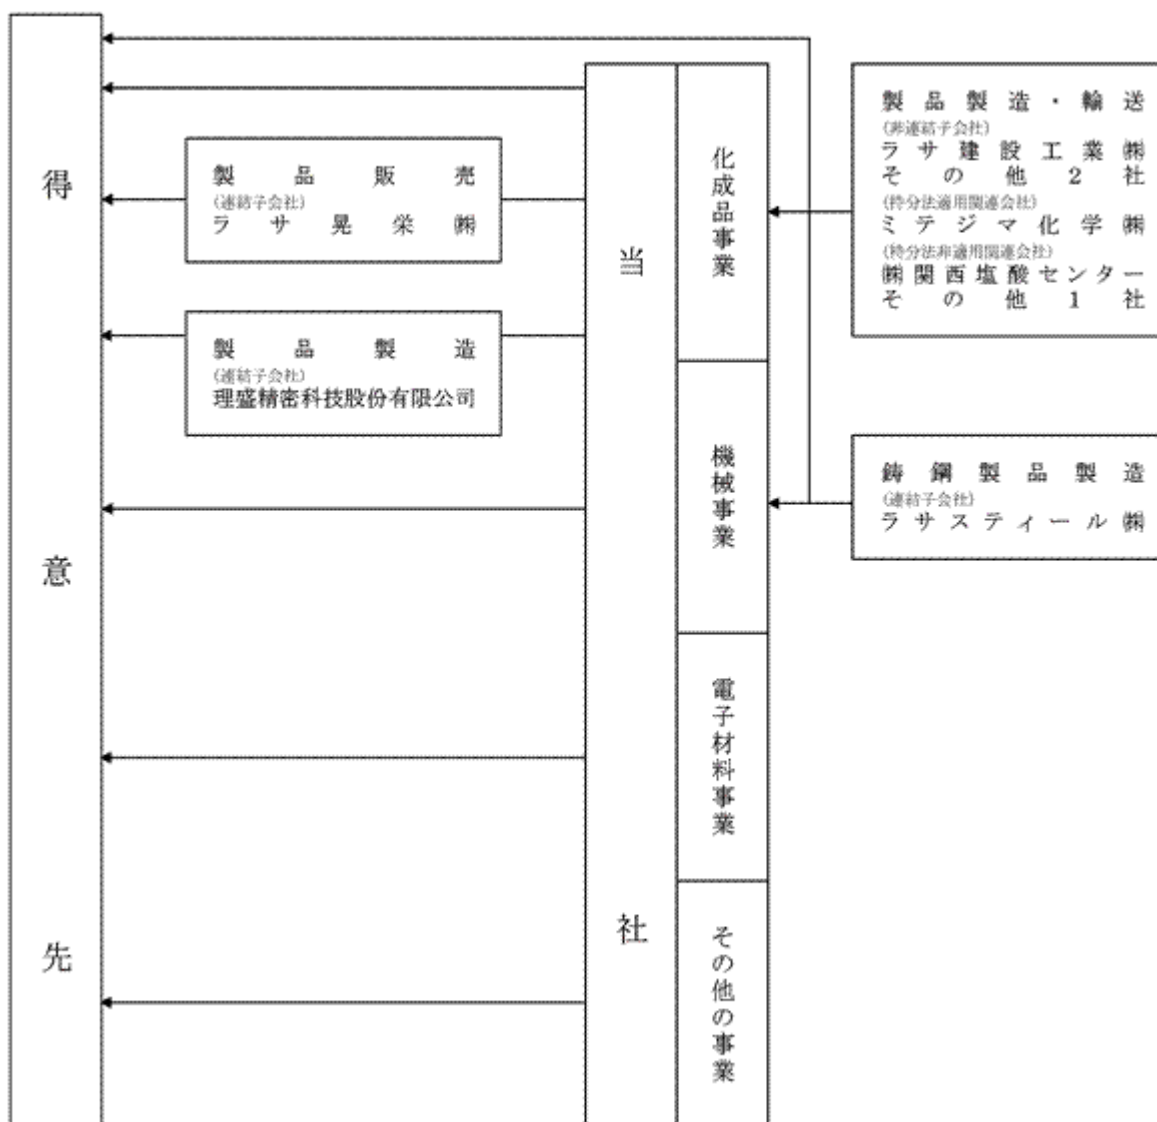 得意先
製品販売
(連結子会社)
ラサ晃栄㈱
製品製造
(連結子会社)
理盛精密科技股份有限公司
当社
化成品事業
機械事業
電子材料事業
その他の事業
製品製造・輸送
(非連結子会社)
ラサ建設工業㈱
その他2社
(持分法適用関連会社)
ミテジマ化学㈱
(持分法非適用関連会社)
㈱関西塩酸センター
その他1社
鋳鋼製品製造
(連結子会社)
ラサスティール㈱